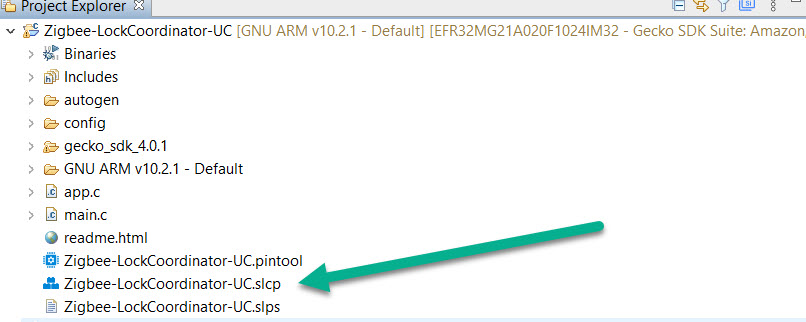 Project Explorer
Zigbee-LockCoordinator-UC [GNU ARM v10.2.1 - Default] [EFR32MG21A020F1024IM32 - Gecko SDK Suite: Amazon,
Binaries
Includes
autogen
config
gecko_sdk_4.0.1
GNU ARM v10.2.1 - Default
app.c
main.c
readme.html
Zigbee-LockCoordinator-UC.pintool
Zigbee-LockCoordinator-UC.slcp
Zigbee-LockCoordinator-UC.slps